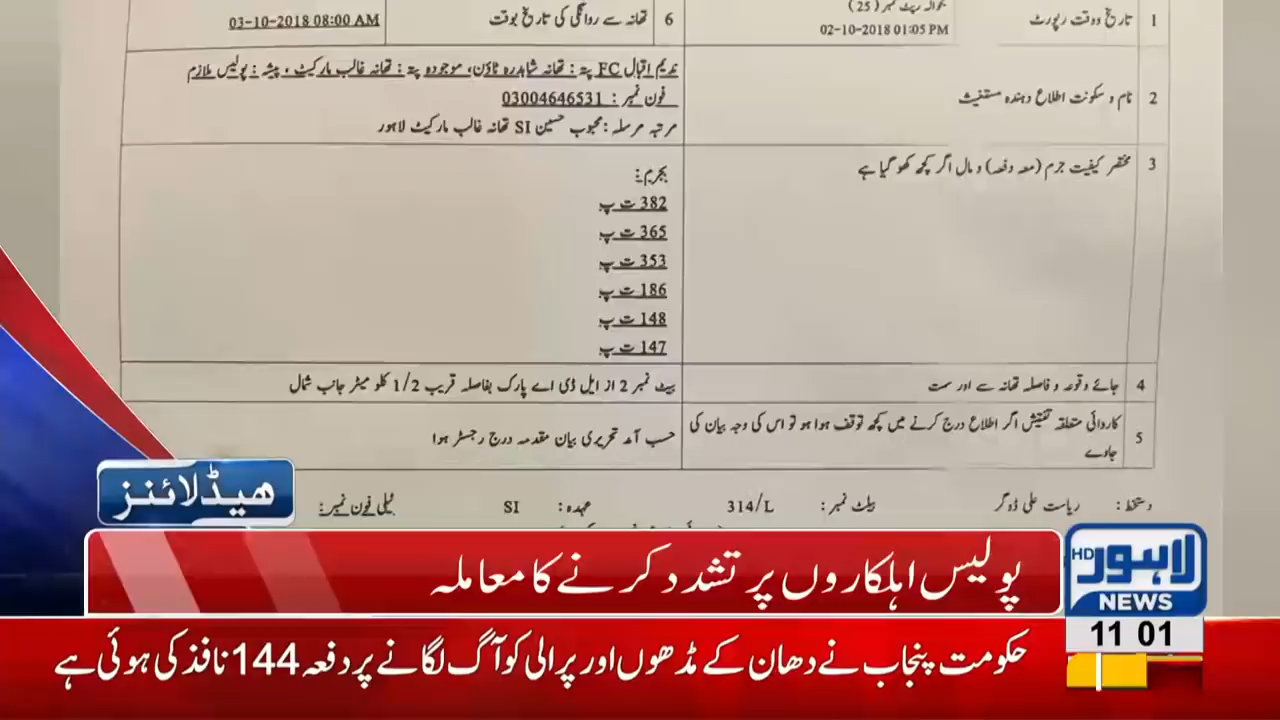 1 تاریخ و وقت رپورٹ بحوالہ رپٹ نمبر (25) 02-10-2018 01:05 PM 6 تھانہ سے روانگی کی تاریخ بوقت 03-10-2018 08:00 AM
2 نام و سکونت اطلاع دہندہ مستغیث
ندیم اقبال FC پتہ : تھانہ شاہدرہ ٹاؤن، موجودہ پتہ : تھانہ غالب مارکیٹ ، پیشہ : پولیس ملازم
فون نمبر : 03004646531
مرتبہ مرسلہ : محبوب حسین SI تھانہ غالب مارکیٹ لاہور
3 مختصر کیفیت جرم (معہ دفعہ) و مال اگر کچھ کھو گیا ہے
بجرم :
382 ت پ
365 ت پ
353 ت پ
186 ت پ
148 ت پ
147 ت پ
4 جائے وقوعہ و فاصلہ تھانہ سے اور سمت بیٹ نمبر 2 از ایل ڈی اے پارک بفاصلہ قریب 1/2 کلو میٹر جانب شمال
5 کاروائی متعلقہ تفتیش اگر اطلاع درج کرنے میں کچھ توقف ہوا ہو تو اس کی وجہ بیان کی
جاوے
حسب آمد تحریری بیان مقدمہ درج رجسٹر ہوا
دستخط : ریاست علی ڈوگر بیلٹ نمبر : 314/L عہدہ : SI ٹیلی فون نمبر :
ہیڈلائنز
پولیس اہلکاروں پر تشدد کرنے کا معاملہ
لاہور HD
NEWS
11 01
حکومت پنجاب نے دھان کے مڈھوں اور پرالی کو آگ لگانے پر دفعہ 144 نافذ کی ہوئی ہے